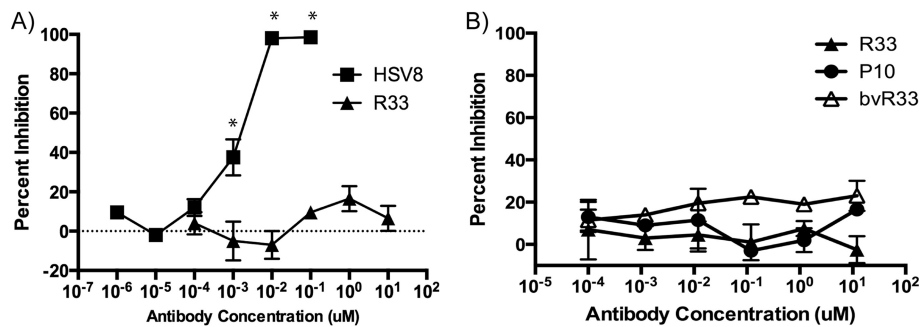 A)
Percent Inhibition
100
80
60
40
20
0
-20
* * *
HSV8
R33
10-7 10-6 10-5 10-4 10-3 10-2 10-1 100 101 102
Antibody Concentration (uM)
B)
Percent Inhibition
100
80
60
40
20
0
R33
P10
bvR33
10-5 10-4 10-3 10-2 10-1 100 101 102
Antibody Concentration (uM)